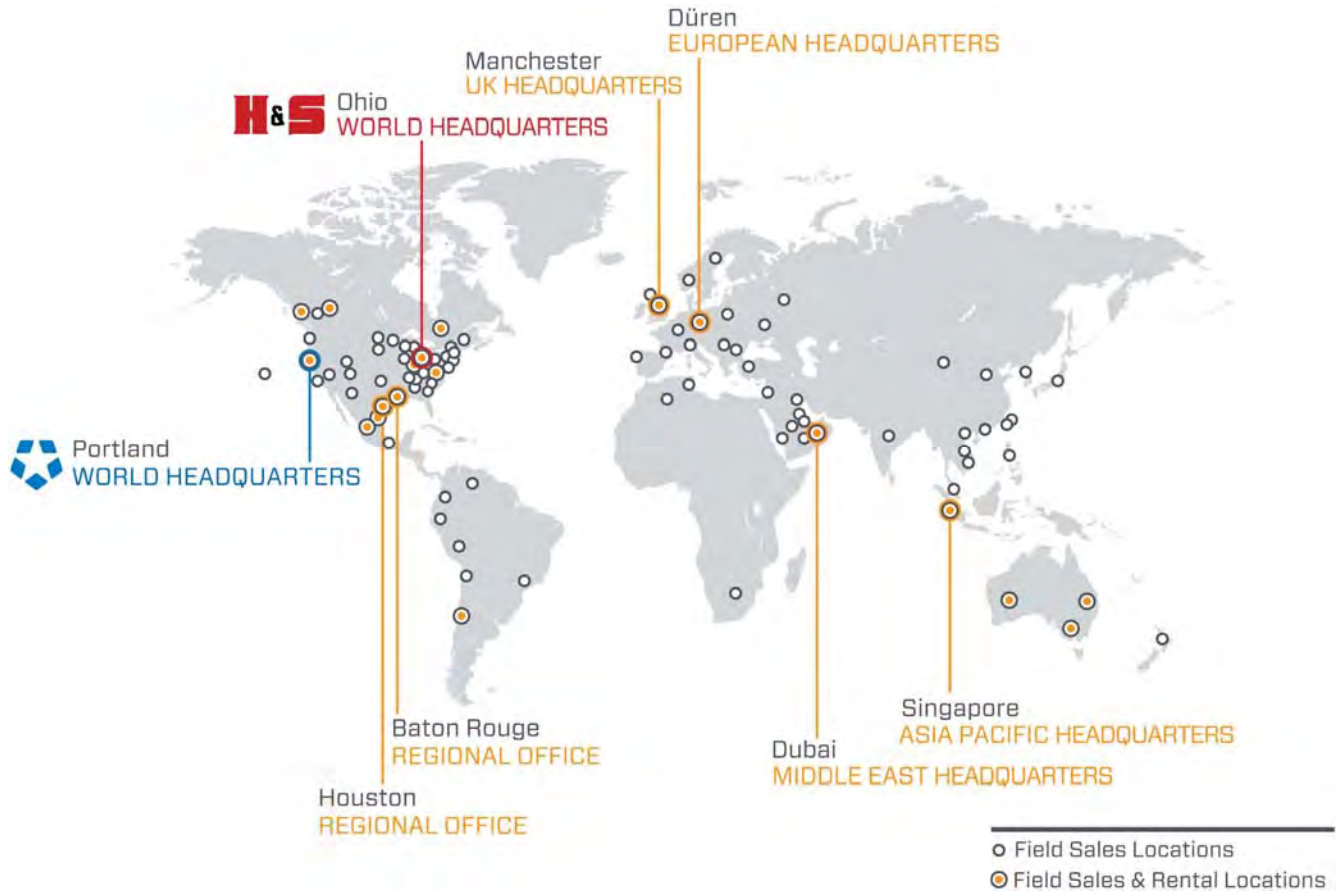 Düren
EUROPEAN HEADQUARTERS
Manchester
UK HEADQUARTERS
H&S
Ohio
WORLD HEADQUARTERS
Portland
WORLD HEADQUARTERS
Baton Rouge
REGIONAL OFFICE
Houston
REGIONAL OFFICE
Singapore
ASIA PACIFIC HEADQUARTERS
Dubai
MIDDLE EAST HEADQUARTERS
Field Sales Locations
Field Sales & Rental Locations